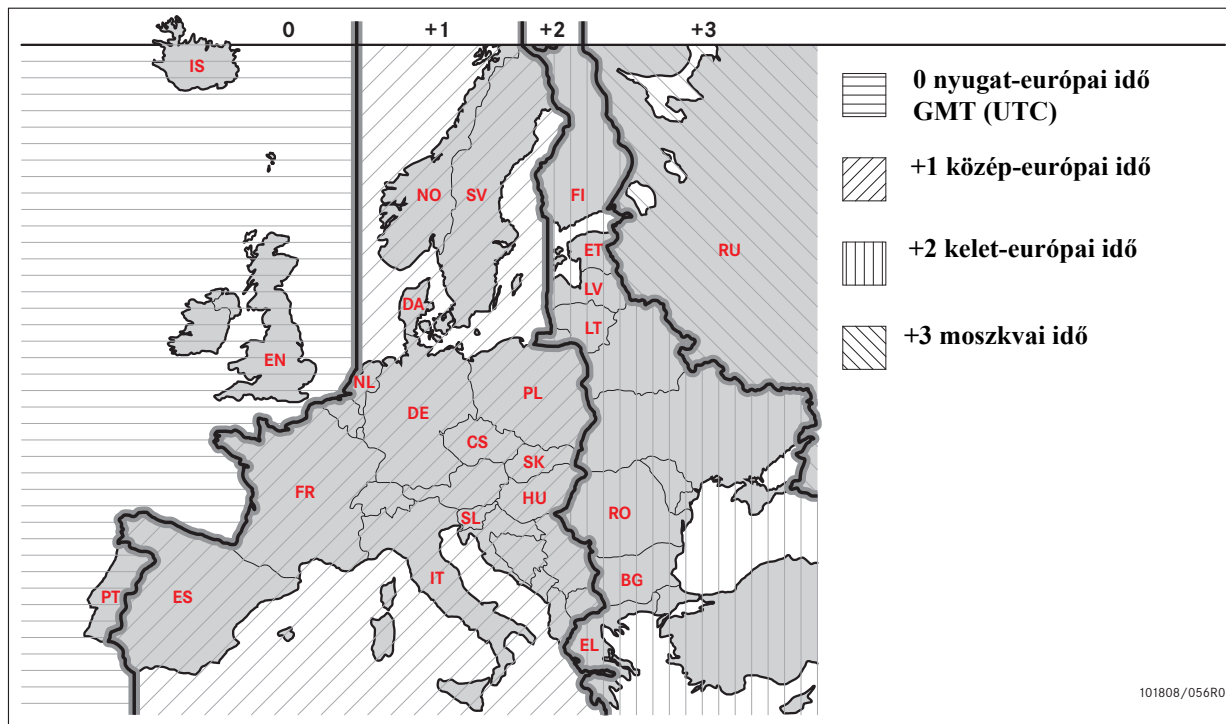 0 +1 +2 +3
IS
0 nyugat-európai idő
GMT (UTC)
+1 közép-európai idő
+2 kelet-európai idő
+3 moszkvai idő
NO SV FI
ET
RU
LV
DA
LT
EN
NL
DE
PL
CS
SK
FR
HU
SL
RO
IT
BG
PT
ES
EL
101808/056R0